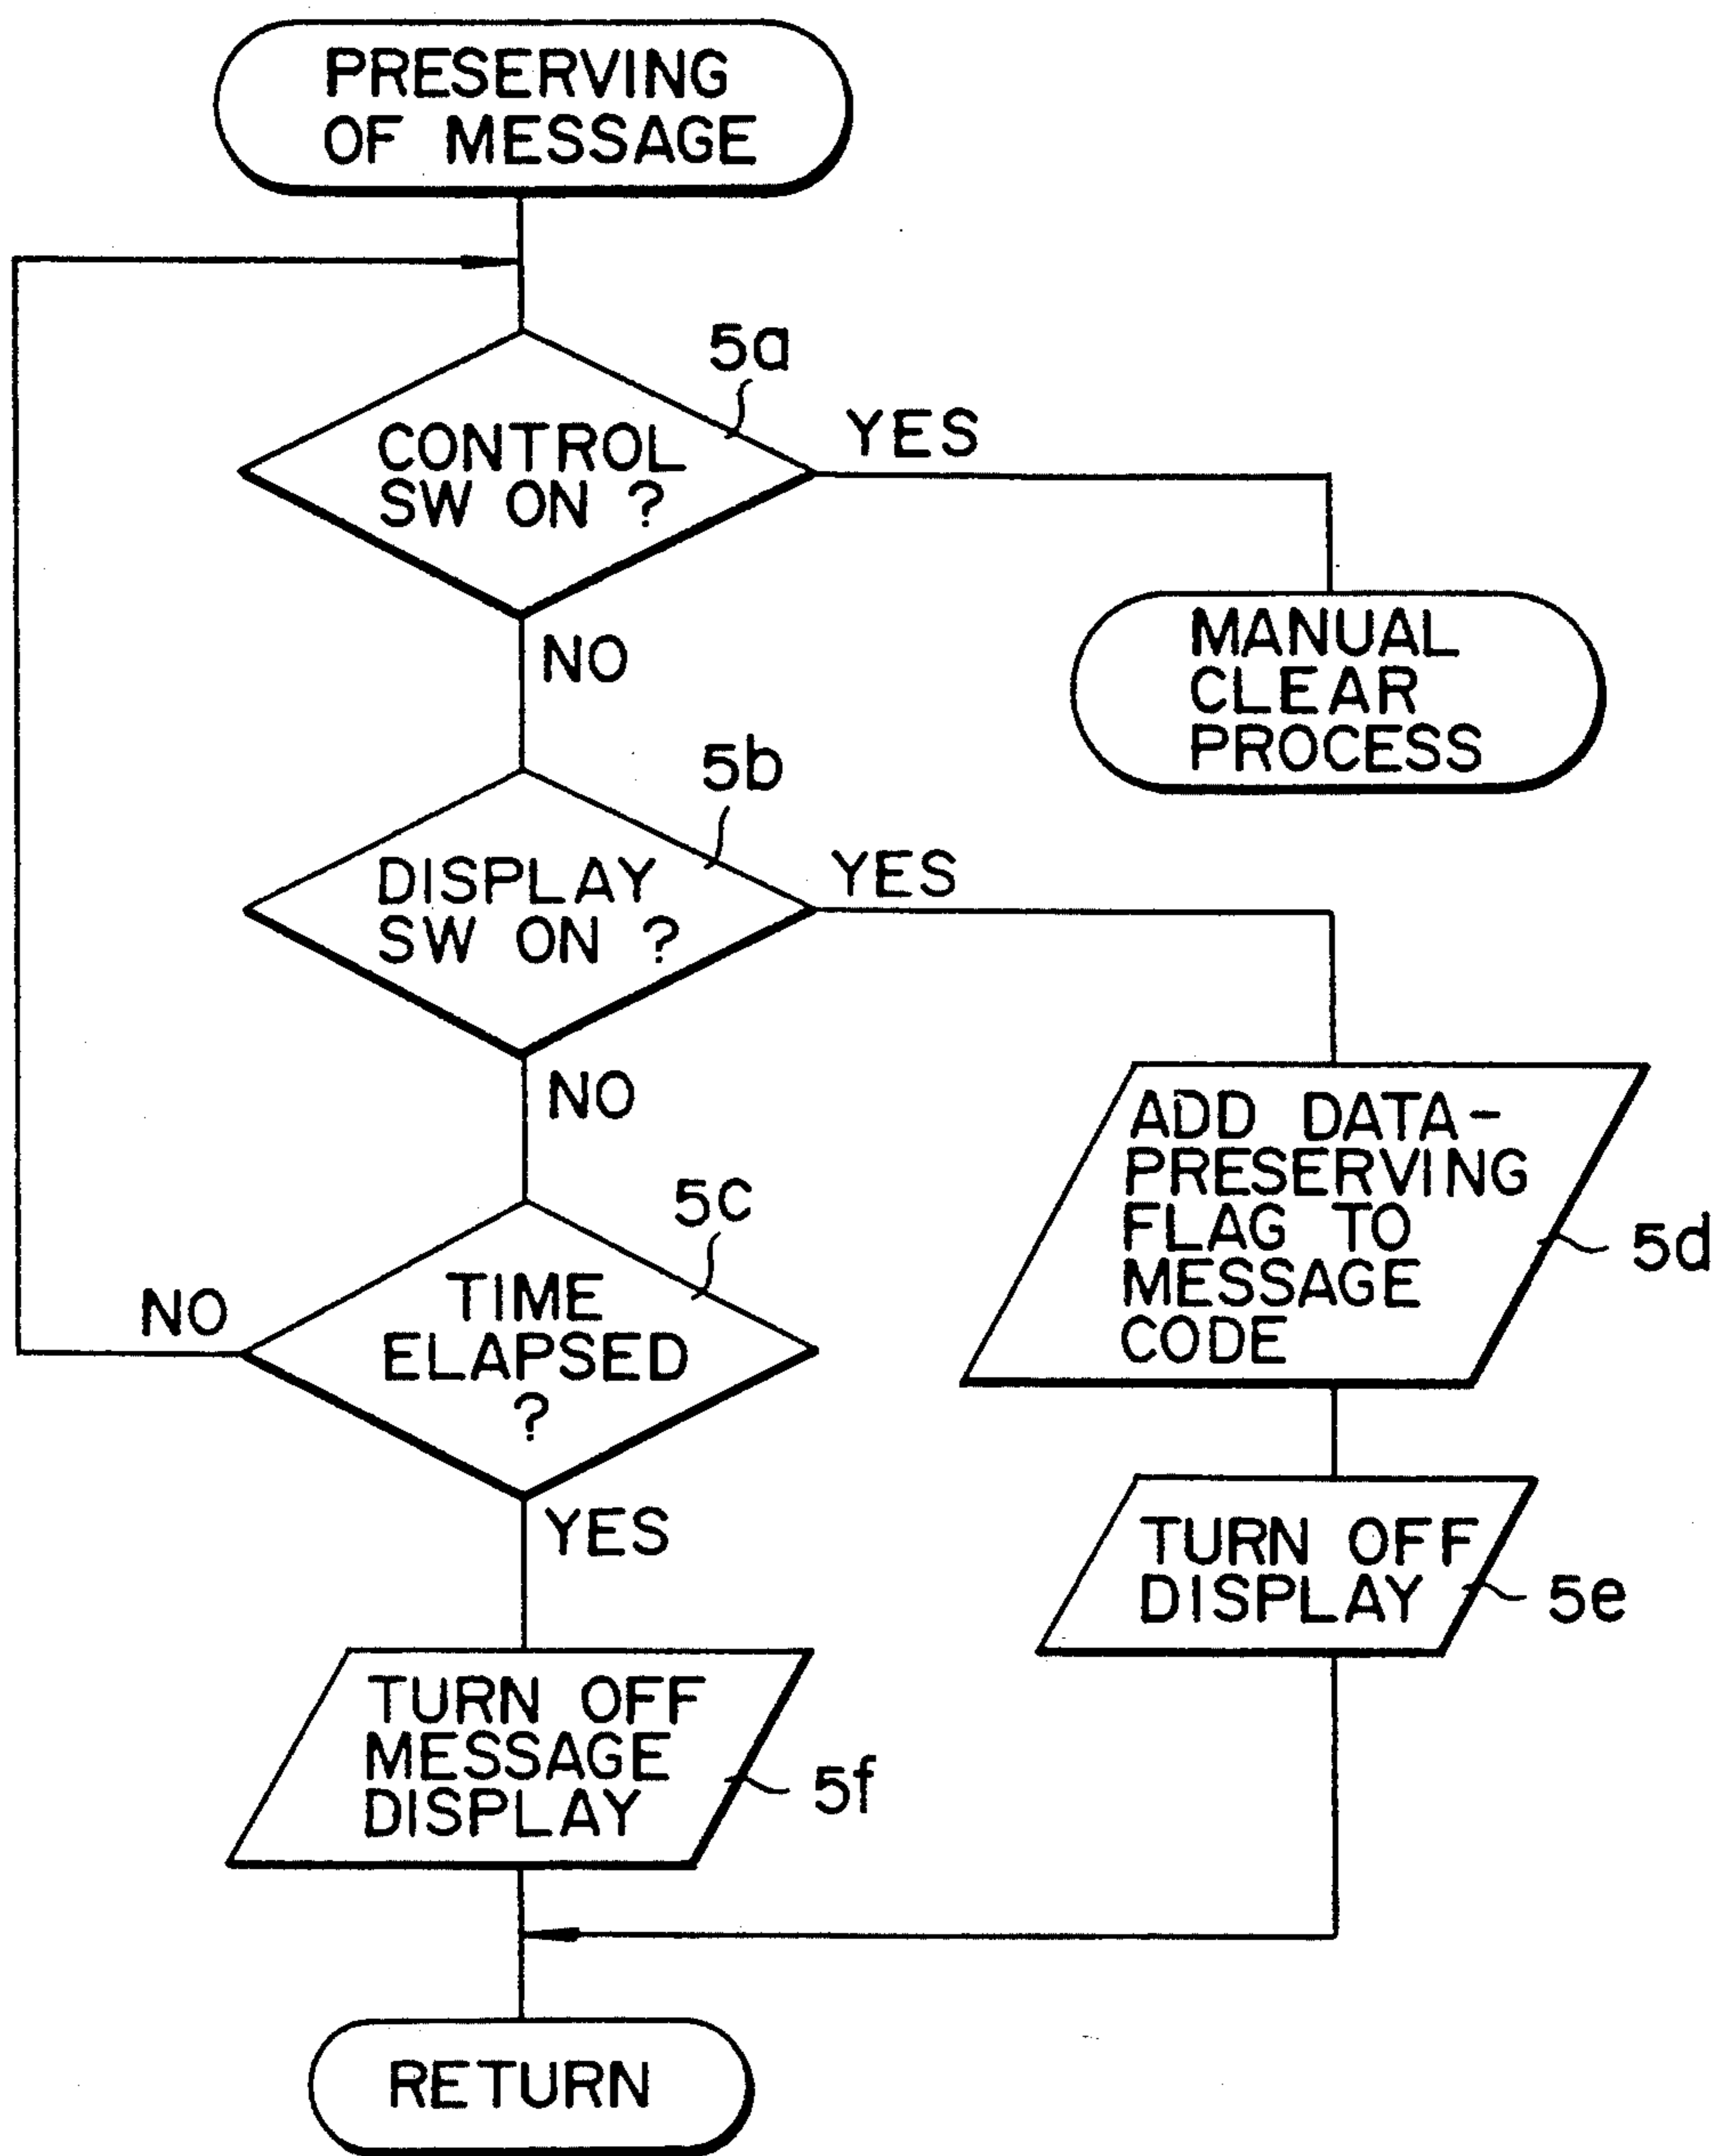 PRESERVING
OF MESSAGE
5a
CONTROL
SW ON ?
YES
NO
MANUAL
CLEAR
PROCESS
5b
DISPLAY
SW ON ?
YES
NO
ADD DATA-
PRESERVING
FLAG TO
MESSAGE
CODE
5d
5c
TIME
ELAPSED
?
NO
YES
TURN OFF
DISPLAY
5e
TURN OFF
MESSAGE
DISPLAY
5f
RETURN